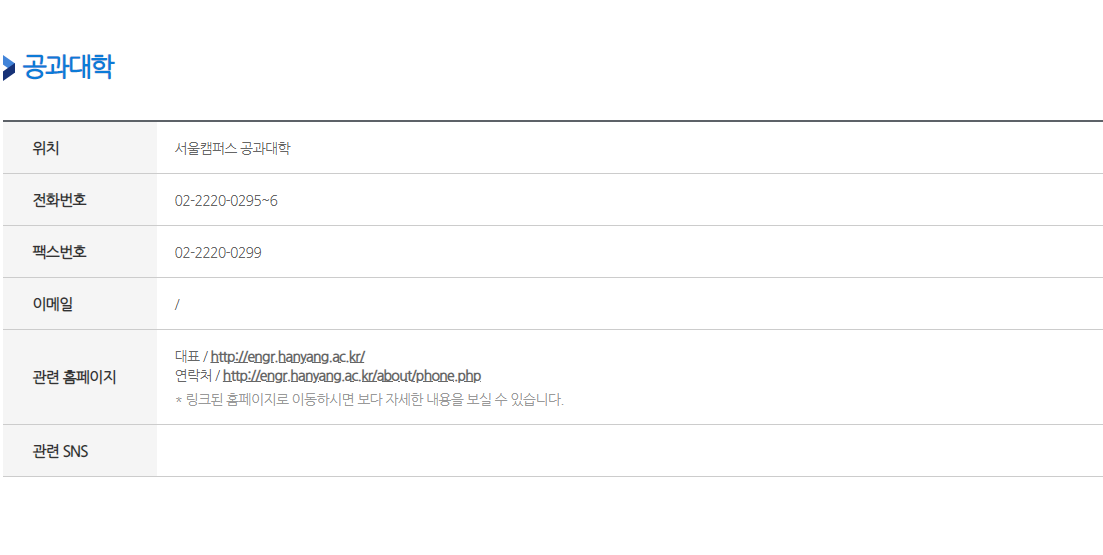 공과대학
위치 서울캠퍼스 공과대학
전화번호 02-2220-0295~6
팩스번호 02-2220-0299
이메일 /
대표 / http://engr.hanyang.ac.kr/
관련 홈페이지 연락처 / http://engr.hanyang.ac.kr/about/phone.php
* 링크된 홈페이지로 이동하시면 보다 자세한 내용을 보실 수 있습니다.
관련 SNS